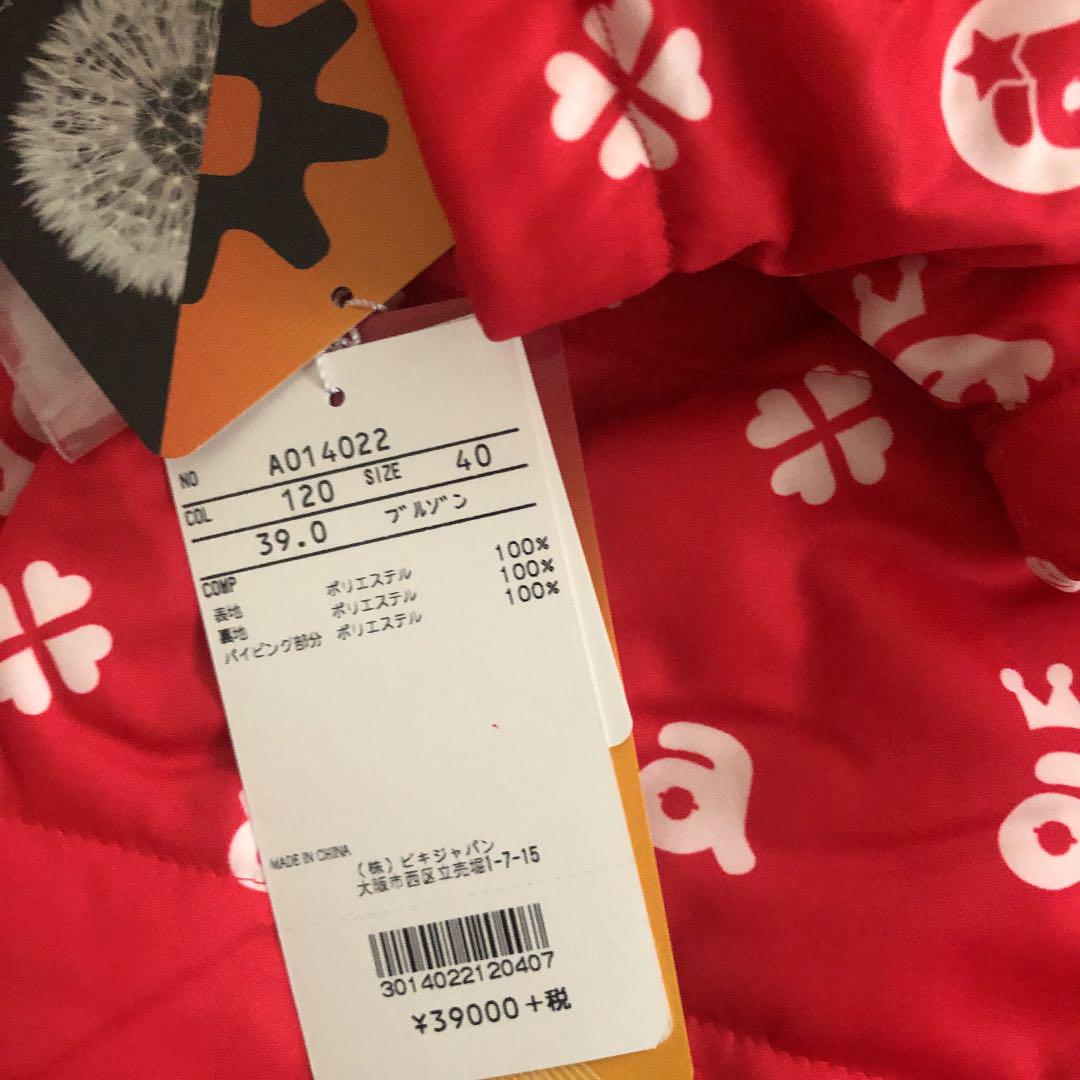 NO A014022
COL 120 SIZE 40
39.0 ブルゾン
COMP
表地 ポリエステル 100%
裏地 ポリエステル 100%
パイピング部分 ポリエステル 100%
MADE IN CHINA
(株)ピキジャパン
大阪市西区立売堀1-7-15
3014022120407
¥39000+税